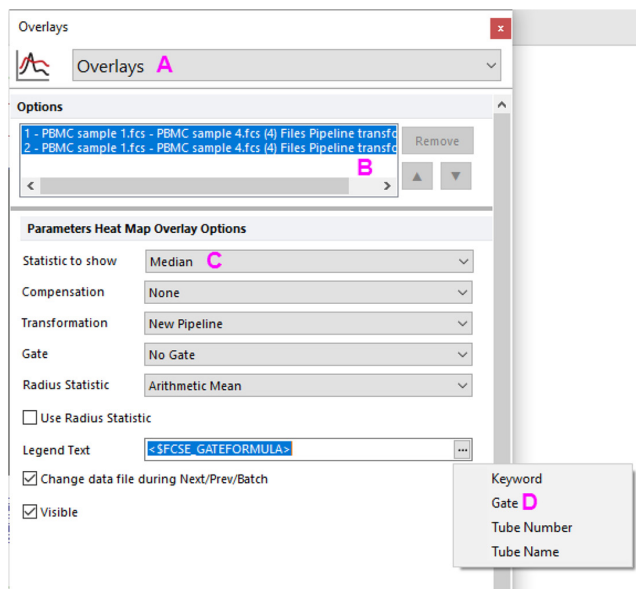 Overlays
x
Overlays A
Options
1 - PBMC sample 1.fcs - PBMC sample 4.fcs (4) Files Pipeline transfo
2 - PBMC sample 1.fcs - PBMC sample 4.fcs (4) Files Pipeline transfo
Remove
B
Parameters Heat Map Overlay Options
Statistic to show Median C
Compensation None
Transformation New Pipeline
Gate No Gate
Radius Statistic Arithmetic Mean
Use Radius Statistic
Legend Text <$FCSE_GATEFORMULA> ...
Change data file during Next/Prev/Batch
Visible
Keyword
Gate D
Tube Number
Tube Name